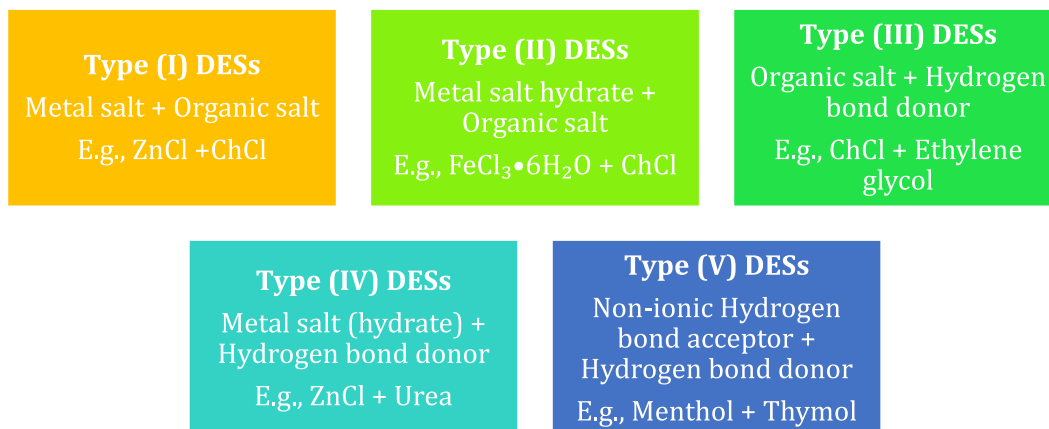 Type (I) DESs
Metal salt + Organic salt
E.g., ZnCl +ChCl
Type (II) DESs
Metal salt hydrate +
Organic salt
E.g., FeCl₃•6H₂O + ChCl
Type (III) DESs
Organic salt + Hydrogen
bond donor
E.g., ChCl + Ethylene
glycol
Type (IV) DESs
Metal salt (hydrate) +
Hydrogen bond donor
E.g., ZnCl + Urea
Type (V) DESs
Non-ionic Hydrogen
bond acceptor +
Hydrogen bond donor
E.g., Menthol + Thymol